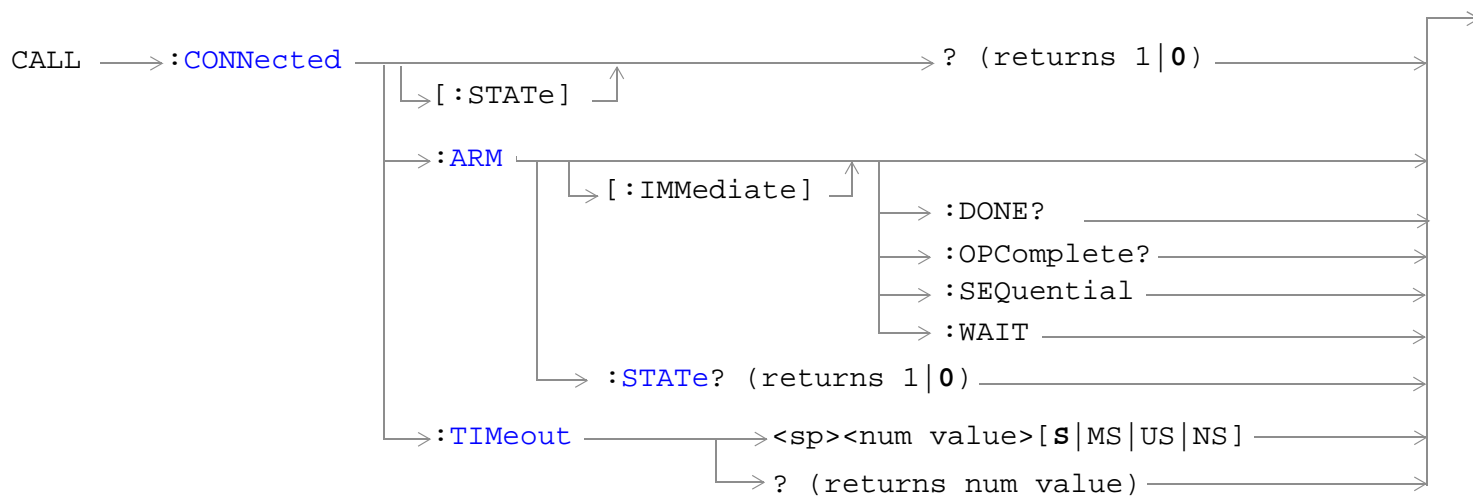 CALL :CONNected ? (returns 1|0)
[:STATe]
:ARM
[:IMMediate]
:DONE?
:OPComplete?
:SEQuential
:WAIT
:STATe? (returns 1|0)
:TIMeout <sp><num value>[S|MS|US|NS]
? (returns num value)